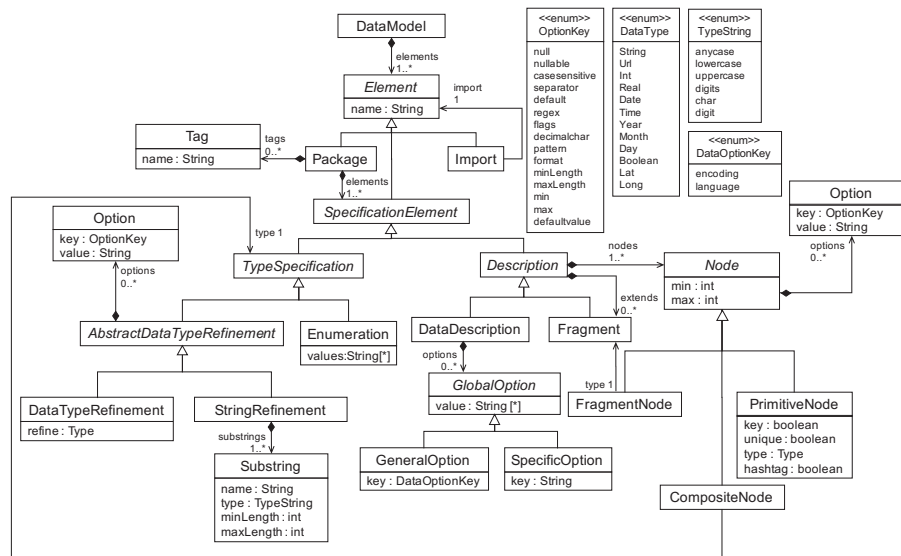 DataModel
elements
1..*
Element
name : String
import
1
Tag
name : String
tags
0..*
Package
Import
elements
1..*
SpecificationElement
<<enum>>
OptionKey
null
nullable
casesensitive
separator
default
regex
flags
decimalchar
pattern
format
minLength
maxLength
min
max
defaultvalue
<<enum>>
DataType
String
Url
Int
Real
Date
Time
Year
Month
Day
Boolean
Lat
Long
<<enum>>
TypeString
anycase
lowercase
uppercase
digits
char
digit
<<enum>>
DataOptionKey
encoding
language
Option
key : OptionKey
value : String
options
0..*
Option
key : OptionKey
value : String
options
0..*
type 1
TypeSpecification
Description
nodes
1..*
Node
min : int
max : int
extends
0..*
AbstractDataTypeRefinement
Enumeration
values:String[*]
DataDescription
Fragment
options
0..*
GlobalOption
value : String [*]
type 1
FragmentNode
PrimitiveNode
key : boolean
unique : boolean
type : Type
hashtag : boolean
DataTypeRefinement
refine : Type
StringRefinement
substrings
1..*
Substring
name : String
type : TypeString
minLength : int
maxLength : int
GeneralOption
key : DataOptionKey
SpecificOption
key : String
CompositeNode